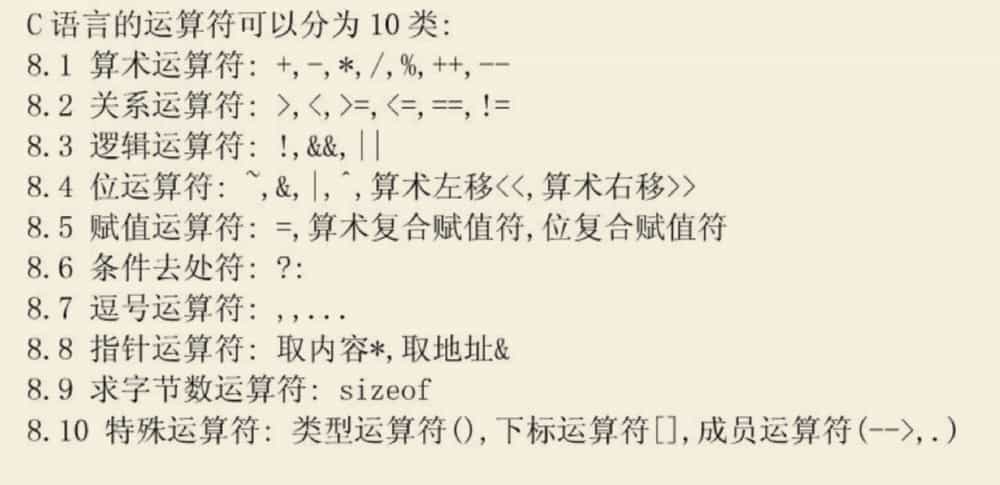 C语言的运算符可以分为10类:
8.1 算术运算符: +,-,*,/,%,++,--
8.2 关系运算符: >,<,>=,<=,==,!=
8.3 逻辑运算符: !,&&,||
8.4 位运算符: ~,&,|,^,算术左移<<,算术右移>>
8.5 赋值运算符: =,算术复合赋值符,位复合赋值符
8.6 条件去处符: ?:
8.7 逗号运算符: ,,...
8.8 指针运算符: 取内容*,取地址&
8.9 求字节数运算符: sizeof
8.10 特殊运算符: 类型运算符(),下标运算符[],成员运算符(-->,.)